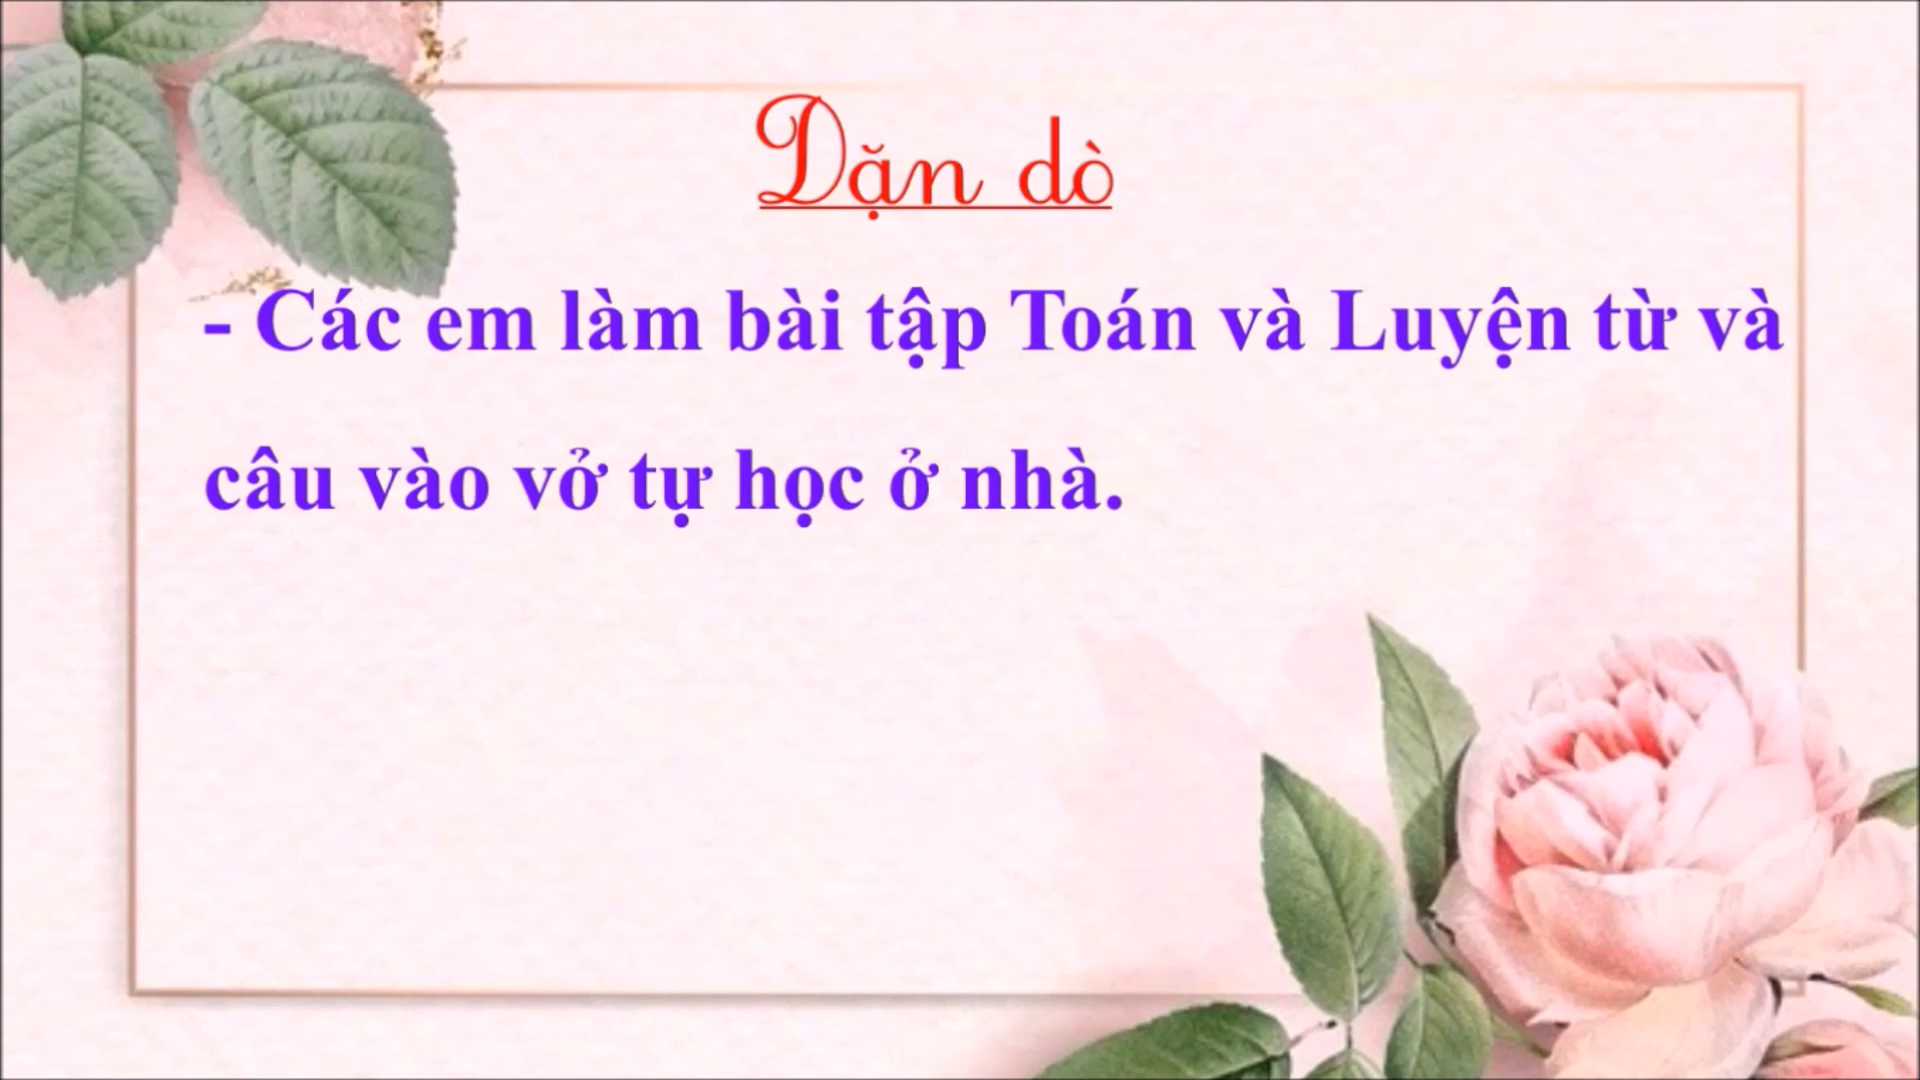 Dặn dò
- Các em làm bài tập Toán và Luyện từ và
câu vào vở tự học ở nhà.